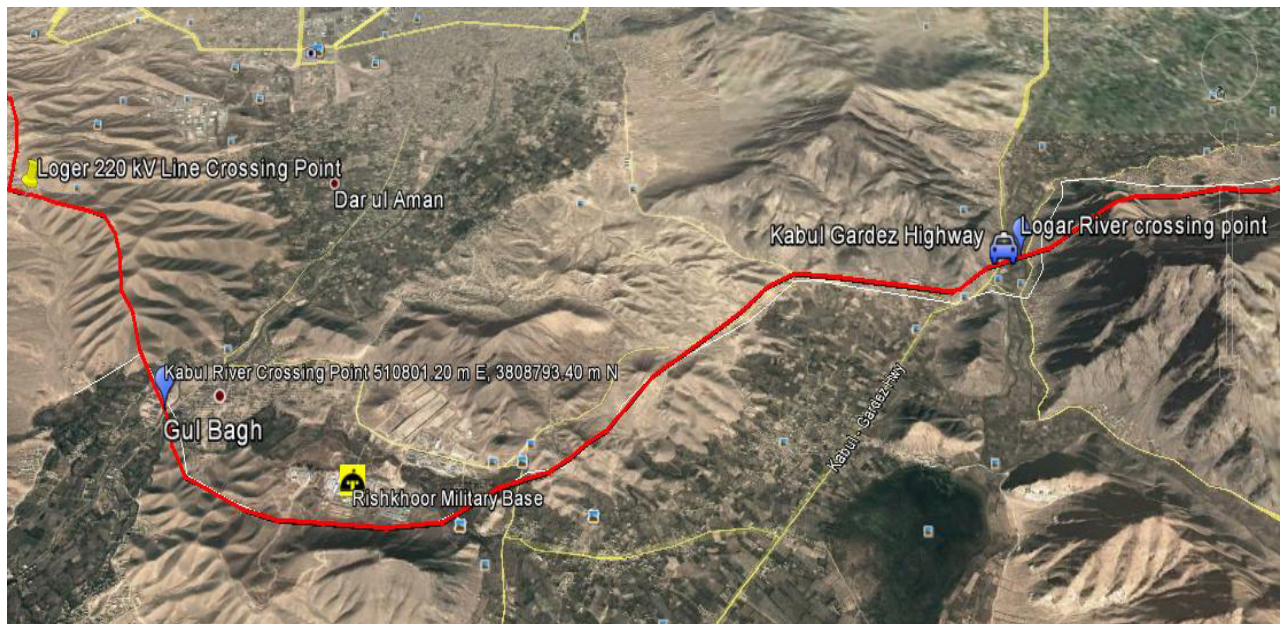 Loger 220 kV Line Crossing Point
Dar ul Aman
Kabul Gardez Highway
Logar River crossing point
Kabul River Crossing Point 510801.20 m E, 3808793.40 m N
Gul Bagh
Kabul - Gardez Hwy
Rishkhoor Military Base